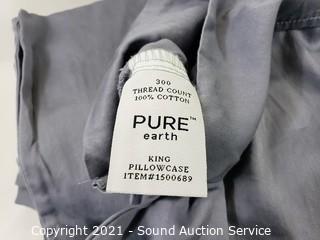 300
THREAD COUNT
100% COTTON
PURE™
earth
KING
PILLOWCASE
ITEM#1500689
Copyright 2021 - Sound Auction Service